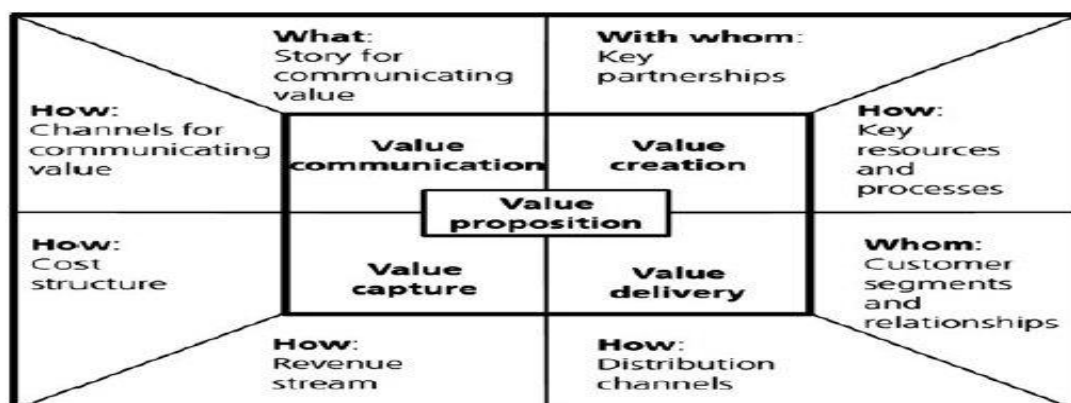 What:
Story for
communicating
value
With whom:
Key
partnerships
How:
Channels for
communicating
value
How:
Key
resources
and
processes
Value
communication
Value
creation
Value
proposition
How:
Cost
structure
Value
capture
Value
delivery
Whom:
Customer
segments
and
relationships
How:
Revenue
stream
How:
Distribution
channels